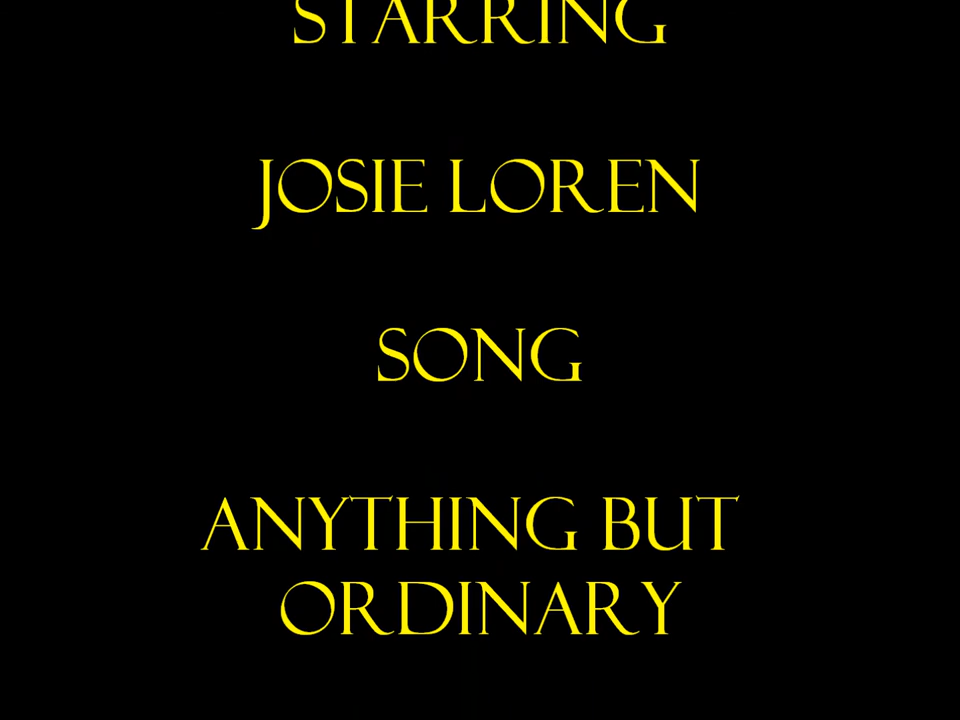 STARRING
JOSIE LOREN
SONG
ANYTHING BUT
ORDINARY